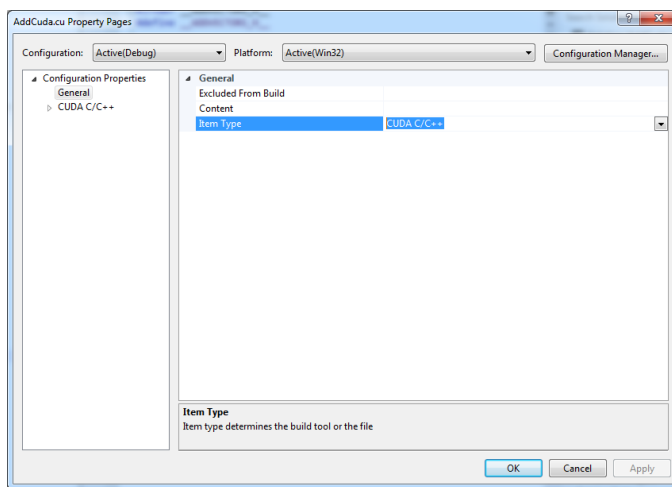 AddCuda.cu Property Pages
Configuration: Active(Debug) Platform: Active(Win32) Configuration Manager...
Configuration Properties
General
CUDA C/C++
General
Excluded From Build
Content
Item Type CUDA C/C++
Item Type
Item type determines the build tool or the file
OK Cancel Apply